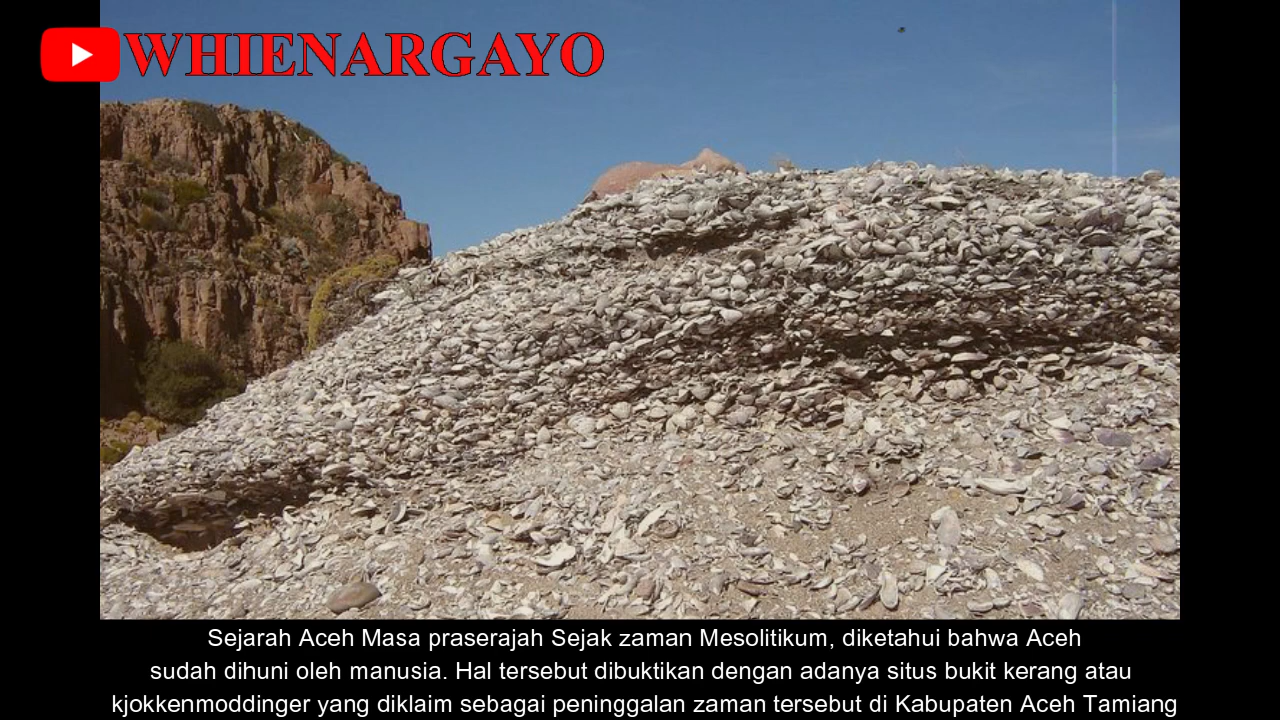 WHIENARGAYO
Sejarah Aceh Masa praserajah Sejak zaman Mesolitikum, diketahui bahwa Aceh
sudah dihuni oleh manusia. Hal tersebut dibuktikan dengan adanya situs bukit kerang atau
kjokkenmoddinger yang diklaim sebagai peninggalan zaman tersebut di Kabupaten Aceh Tamiang